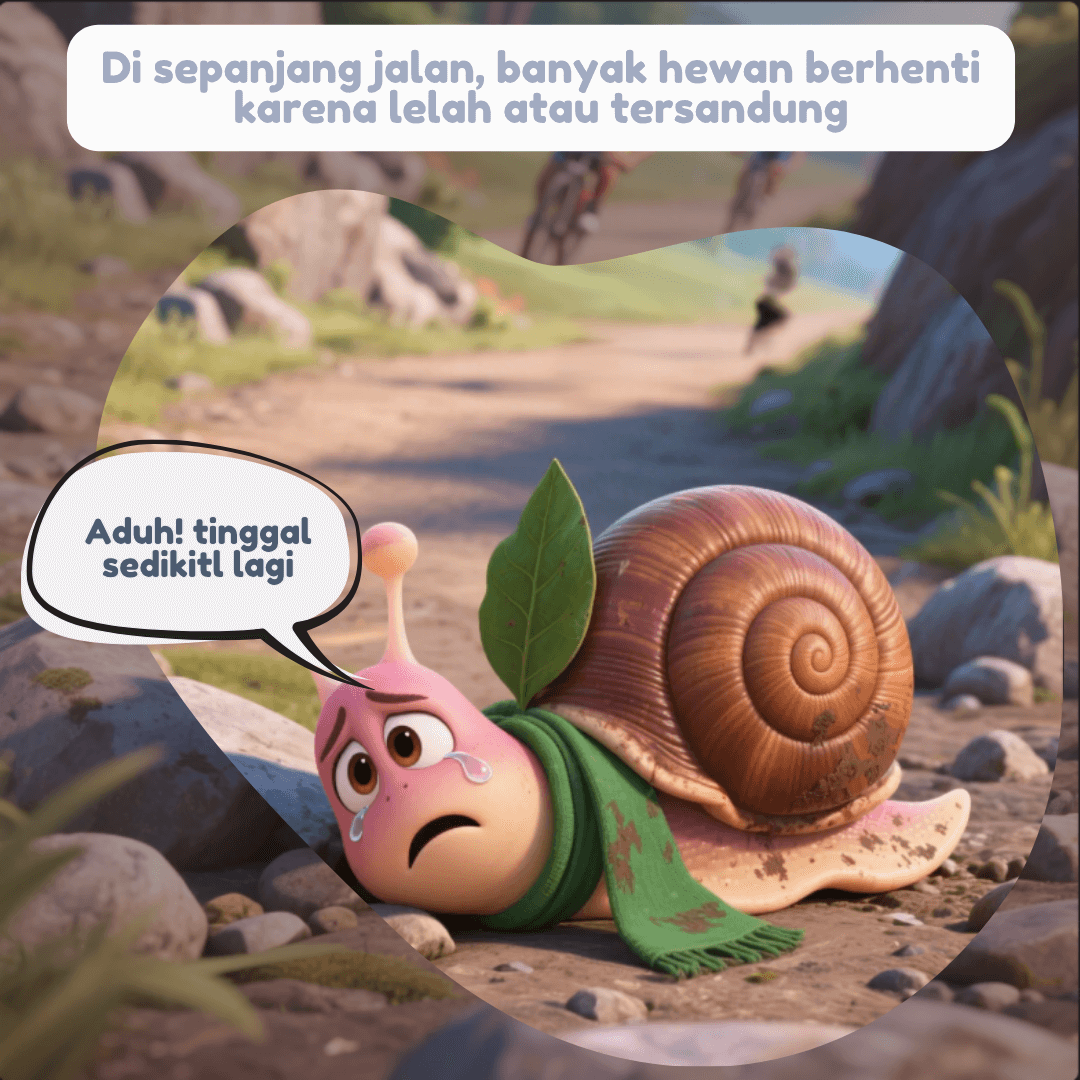 Di sepanjang jalan, banyak hewan berhenti
karena lelah atau tersandung
Aduh! tinggal
sedikitl lagi